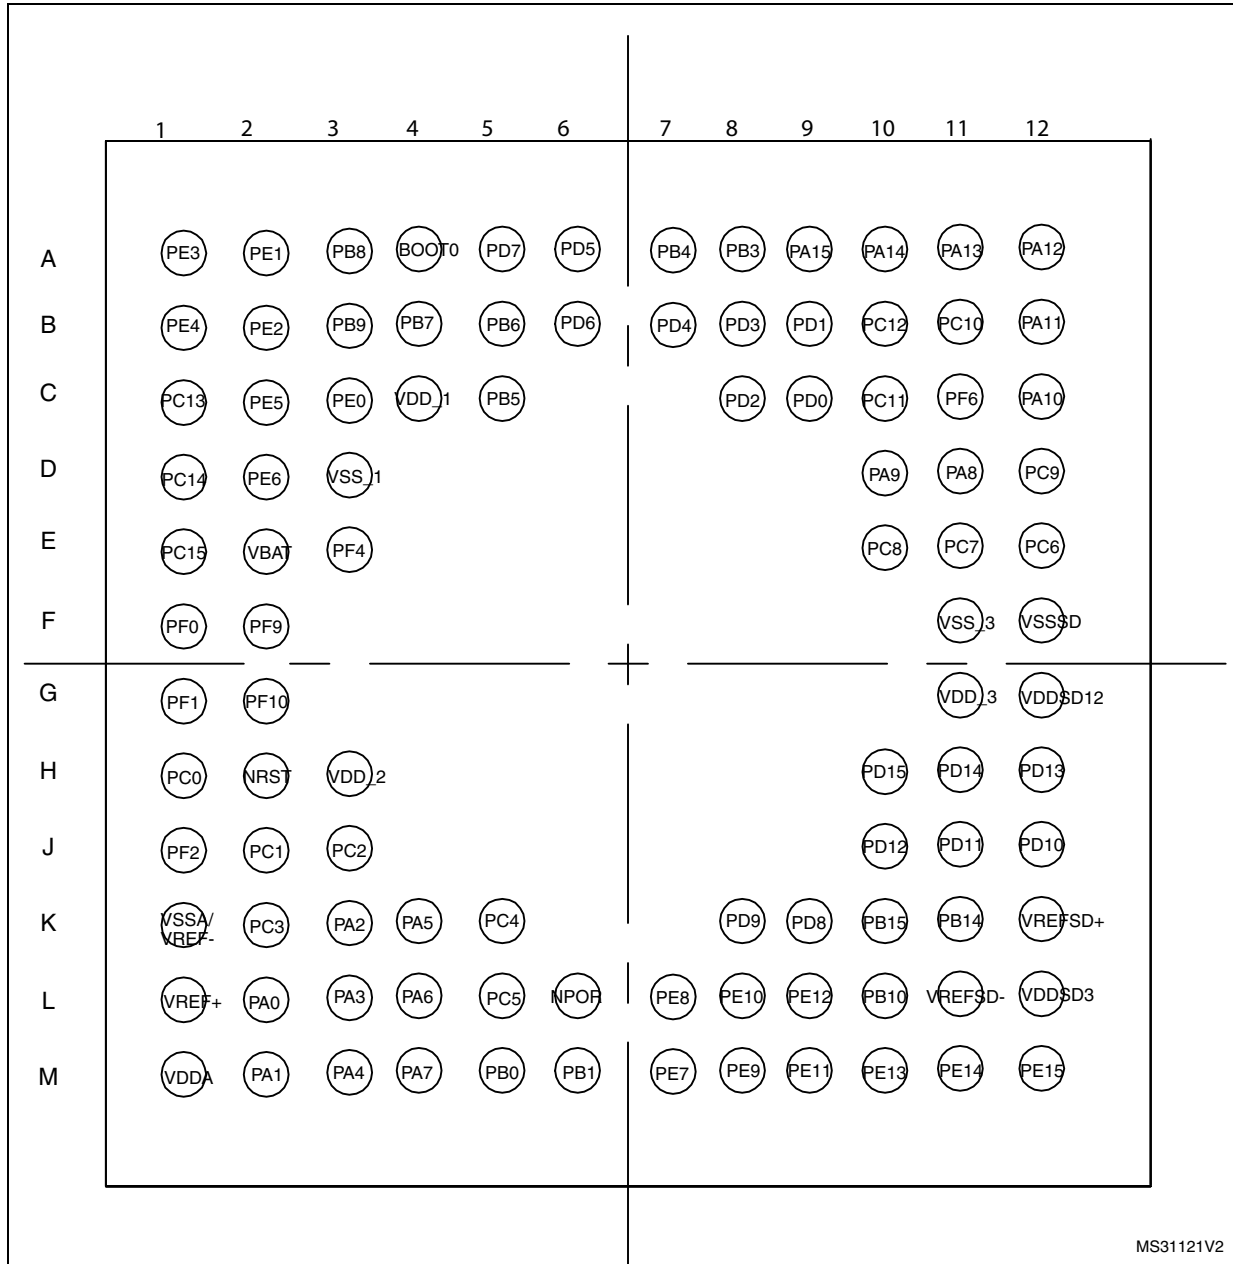 1 2 3 4 5 6 7 8 9 10 11 12
A PE3 PE1 PB8 BOOT0 PD7 PD5 PB4 PB3 PA15 PA14 PA13 PA12
B PE4 PE2 PB9 PB7 PB6 PD6 PD4 PD3 PD1 PC12 PC10 PA11
C PC13 PE5 PE0 VDD_1 PB5 PD2 PD0 PC11 PF6 PA10
D PC14 PE6 VSS_1 PA9 PA8 PC9
E PC15 VBAT PF4 PC8 PC7 PC6
F PF0 PF9 VSS_3 VSSSD
G PF1 PF10 VDD_3 VDDSD12
H PC0 NRST VDD_2 PD15 PD14 PD13
J PF2 PC1 PC2 PD12 PD11 PD10
K VSSA/ VREF- PC3 PA2 PA5 PC4 PD9 PD8 PB15 PB14 VREFSD+
L VREF+ PA0 PA3 PA6 PC5 NPOR PE8 PE10 PE12 PB10 VREFSD- VDDSD3
M VDDA PA1 PA4 PA7 PB0 PB1 PE7 PE9 PE11 PE13 PE14 PE15
MS31121V2